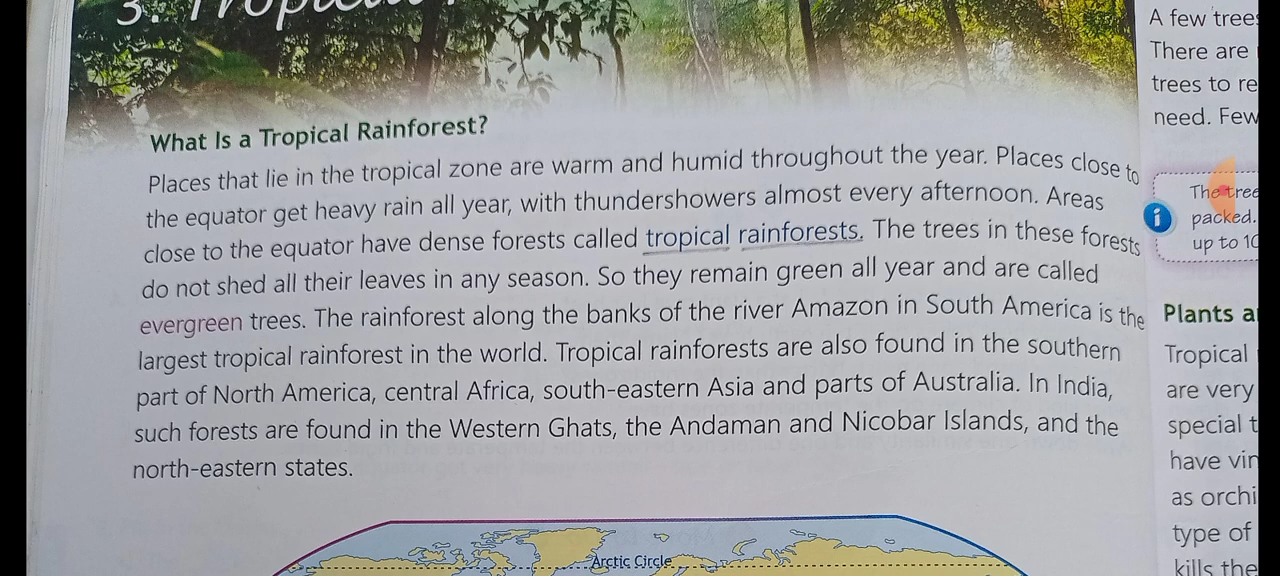 3. Tropical
What Is a Tropical Rainforest?
Places that lie in the tropical zone are warm and humid throughout the year. Places close to
the equator get heavy rain all year, with thundershowers almost every afternoon. Areas
close to the equator have dense forests called tropical rainforests. The trees in these forests
do not shed all their leaves in any season. So they remain green all year and are called
evergreen trees. The rainforest along the banks of the river Amazon in South America is the
largest tropical rainforest in the world. Tropical rainforests are also found in the southern
part of North America, central Africa, south-eastern Asia and parts of Australia. In India,
such forests are found in the Western Ghats, the Andaman and Nicobar Islands, and the
north-eastern states.
Arctic Circle
A few trees
There are
trees to re
need. Few
i
The tree
packed.
up to 10
Plants a
Tropical
are very
special t
have vin
as orchi
type of
kills the